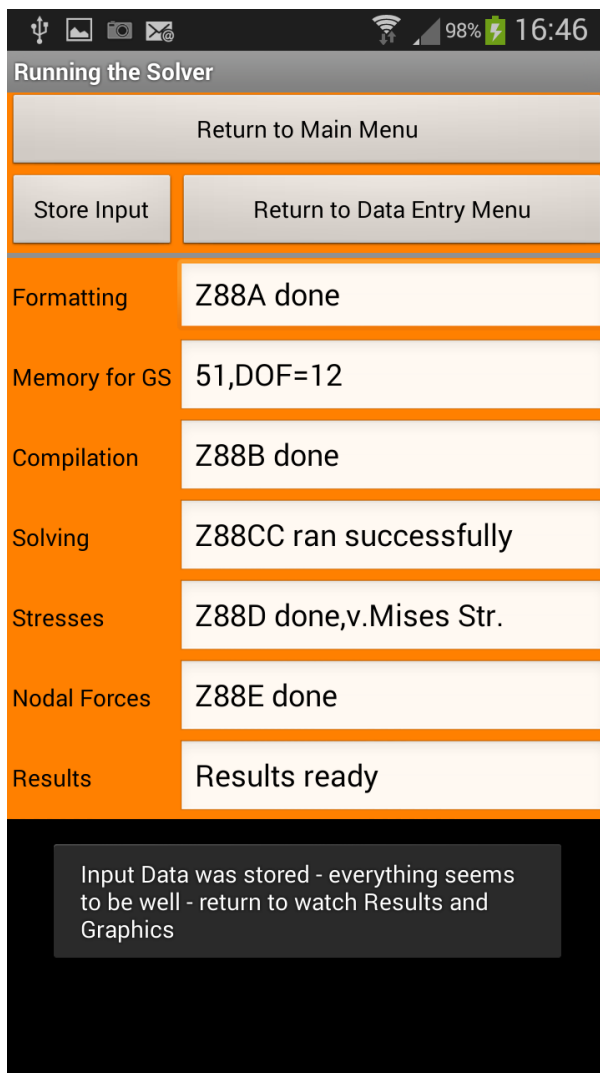 98% 16:46
Running the Solver
Return to Main Menu
Store Input Return to Data Entry Menu
Formatting Z88A done
Memory for GS 51,DOF=12
Compilation Z88B done
Solving Z88CC ran successfully
Stresses Z88D done,v.Mises Str.
Nodal Forces Z88E done
Results Results ready
Input Data was stored - everything seems
to be well - return to watch Results and
Graphics